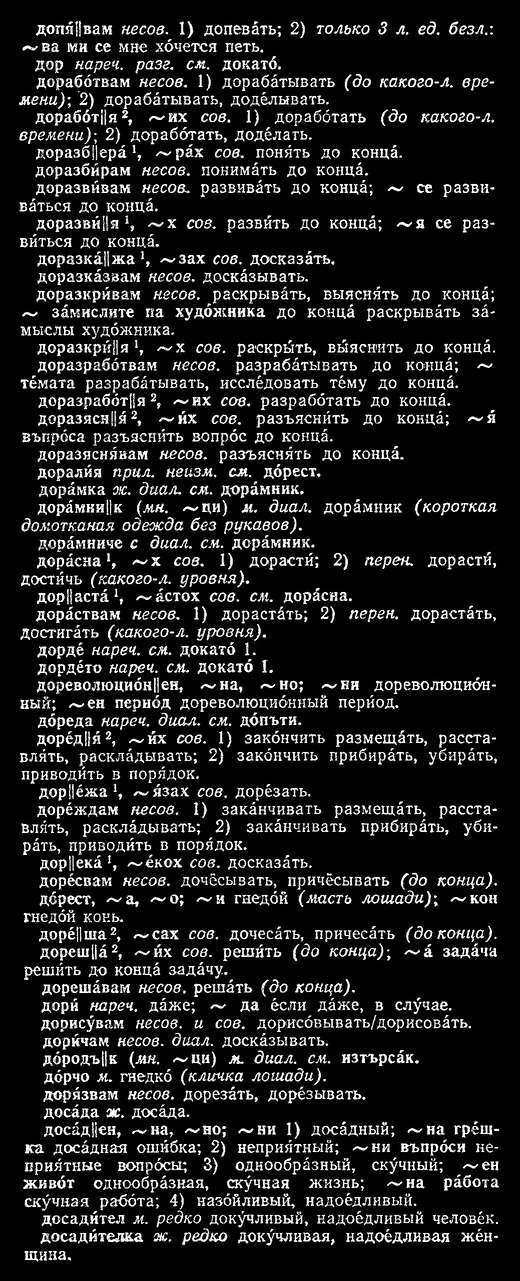 допя́||вам несов. 1) допева́ть; 2) только 3 л. ед. безл.:
~ва ми се мне хо́чется петь.
дор нареч. разг. см. докато́.
дорабо́твам несов. 1) дораба́тывать (до какого-л. вре-
мени); 2) дораба́тывать, доде́лывать.
дорабо́т||я², ~их сов. 1) дорабо́тать (до какого-л.
времени); 2) дорабо́тать, доде́лать.
доразб||ера́¹, ~ра́х сов. поня́ть до конца́.
доразби́рам несов. понима́ть до конца́.
доразви́вам несов. развива́ть до конца́; ~ се разви-
ва́ться до конца́.
доразви́||я¹, ~х сов. разви́ть до конца́; ~я се раз-
ви́ться до конца́.
доразка́||жа¹, ~зах сов. досказа́ть.
доразка́звам несов. доска́зывать.
доразкри́вам несов. раскрыва́ть, выясня́ть до конца́;
~ за́мислите на худо́жника до конца́ раскрыва́ть за́-
мыслы худо́жника.
доразкри́||я¹, ~х сов. раскры́ть, вы́яснить до конца́.
доразрабо́твам несов. разраба́тывать до конца́; ~
те́мата разраба́тывать, иссле́довать те́му до конца́.
доразрабо́т||я², ~их сов. разрабо́тать до конца́.
доразясн||я́², ~и́х сов. разъясни́ть до конца́; ~я́
въпро́са разъясни́ть вопро́с до конца́.
доразясня́вам несов. разъясня́ть до конца́.
доралия прил. неизм. см. до́рест.
дора́мка ж. диал. см. дора́мник.
дора́мни||к (мн. ~ци) м. диал. дора́мник (короткая
домотканая одежда без рукавов).
дора́мниче с диал. см. дора́мник.
дора́сна¹, ~х сов. 1) дорасти́; 2) перен. дорасти́,
дости́чь (какого-л. уровня).
дор||аста́¹, ~а́стох сов. см. дора́сна.
дора́ствам несов. 1) дораста́ть; 2) перен. дораста́ть,
достига́ть (какого-л. уровня).
дорде́ нареч. см. докато́ 1.
дорде́то нареч. см. докато́ I.
дореволюцио́н||ен, ~на, ~но; ~ни дореволюцио́н-
ный; ~ен пери́од дореволюцио́нный пери́од.
до́реда нареч. диал. см. до́пъти.
доред||я́², ~и́х сов. 1) зако́нчить размеща́ть, расста-
вля́ть, раскла́дывать; 2) зако́нчить прибира́ть, убира́ть,
приводи́ть в поря́док.
дор||е́жа¹, ~я́зах сов. доре́зать.
доре́ждам несов. 1) зака́нчивать размеща́ть, расста-
вля́ть, раскла́дывать; 2) зака́нчивать прибира́ть, уби-
ра́ть, приводи́ть в поря́док.
дор||ека́¹, ~е́кох сов. досказа́ть.
доре́свам несов. дочёсывать, причёсывать (до конца).
до́рест, ~а, ~о; ~и гнедо́й (масть лошади); ~кон
гнедо́й конь.
доре́||ша², ~сах сов. дочеса́ть, причеса́ть (до конца).
дореш||а́², ~и́х сов. реши́ть (до конца); ~а́ зада́ча
реши́ть до конца́ зада́чу.
дореша́вам несов. реша́ть (до конца).
дори́ нареч. да́же; ~ да е́сли да́же, в слу́чае.
дорису́вам несов. и сов. дорисо́вывать/дорисова́ть.
дори́чам несов. диал. доска́зывать.
до́родъ||к (мн. ~ци) м. диал. см. изтърса́к.
до́рчо м. гнедко́ (кличка лошади).
доря́звам несов. дореза́ть, доре́зывать.
доса́да ж. доса́да.
доса́д||ен, ~на, ~но; ~ни 1) доса́дный; ~на гре́ш-
ка доса́дная оши́бка; 2) неприя́тный; ~ни въпро́си не-
прия́тные вопро́сы; 3) однообра́зный, ску́чный; ~ен
живо́т однообра́зная, ску́чная жизнь; ~на ра́бота
ску́чная рабо́та; 4) назо́йливый, надое́дливый.
досади́тел м. редко доку́чливый, надое́дливый челове́к.
досади́телка ж. редко доку́чливая, надое́дливая же́н-
щина.